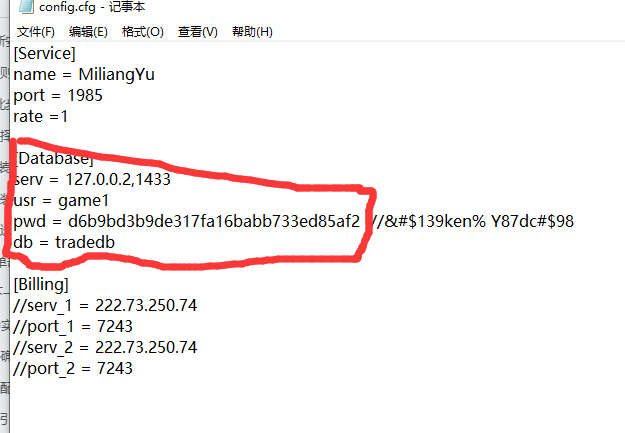 config.cfg - 记事本
文件(F) 编辑(E) 格式(O) 查看(V) 帮助(H)
[Service]
name = MiliangYu
port = 1985
rate =1
[Database]
serv = 127.0.0.2,1433
usr = game1
pwd = d6b9bd3b9de317fa16babb733ed85af2 //&#$139ken% Y87dc#$98
db = tradedb
[Billing]
//serv_1 = 222.73.250.74
//port_1 = 7243
//serv_2 = 222.73.250.74
//port_2 = 7243